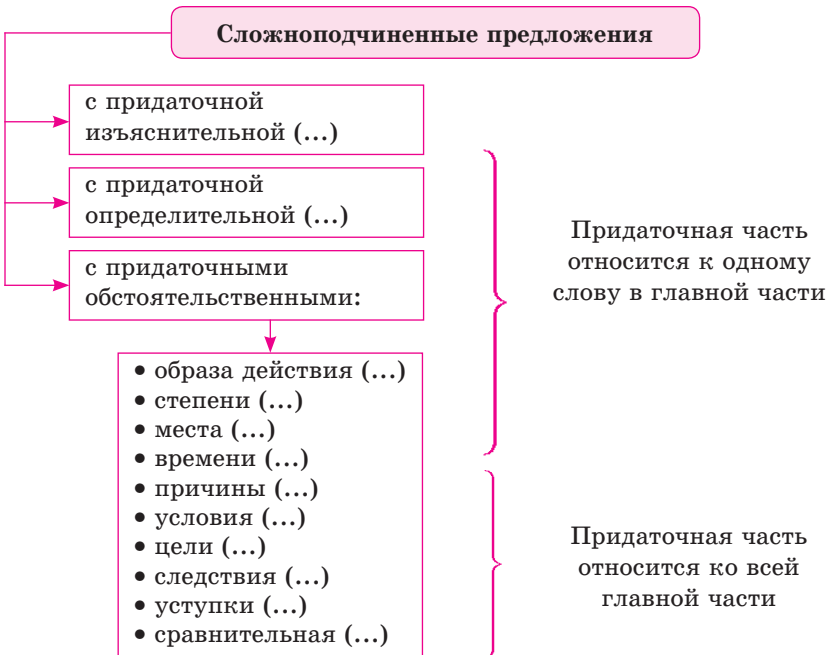 Сложноподчиненные предложения
с придаточной
изъяснительной (...)
с придаточной
определительной (...)
с придаточными
обстоятельственными:
• образа действия (...)
• степени (...)
• места (...)
• времени (...)
• причины (...)
• условия (...)
• цели (...)
• следствия (...)
• уступки (...)
• сравнительная (...)
Придаточная часть
относится к одному
слову в главной части
Придаточная часть
относится ко всей
главной части